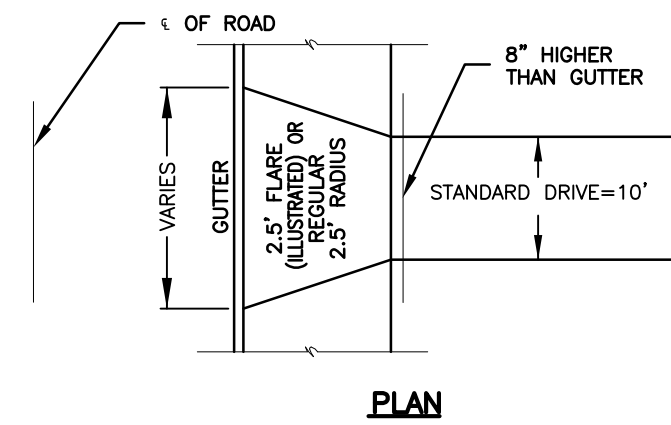 ℄ OF ROAD
8" HIGHER
THAN GUTTER
VARIES
GUTTER
2.5' FLARE
(ILLUSTRATED) OR
REGULAR
2.5' RADIUS
STANDARD DRIVE=10'
PLAN